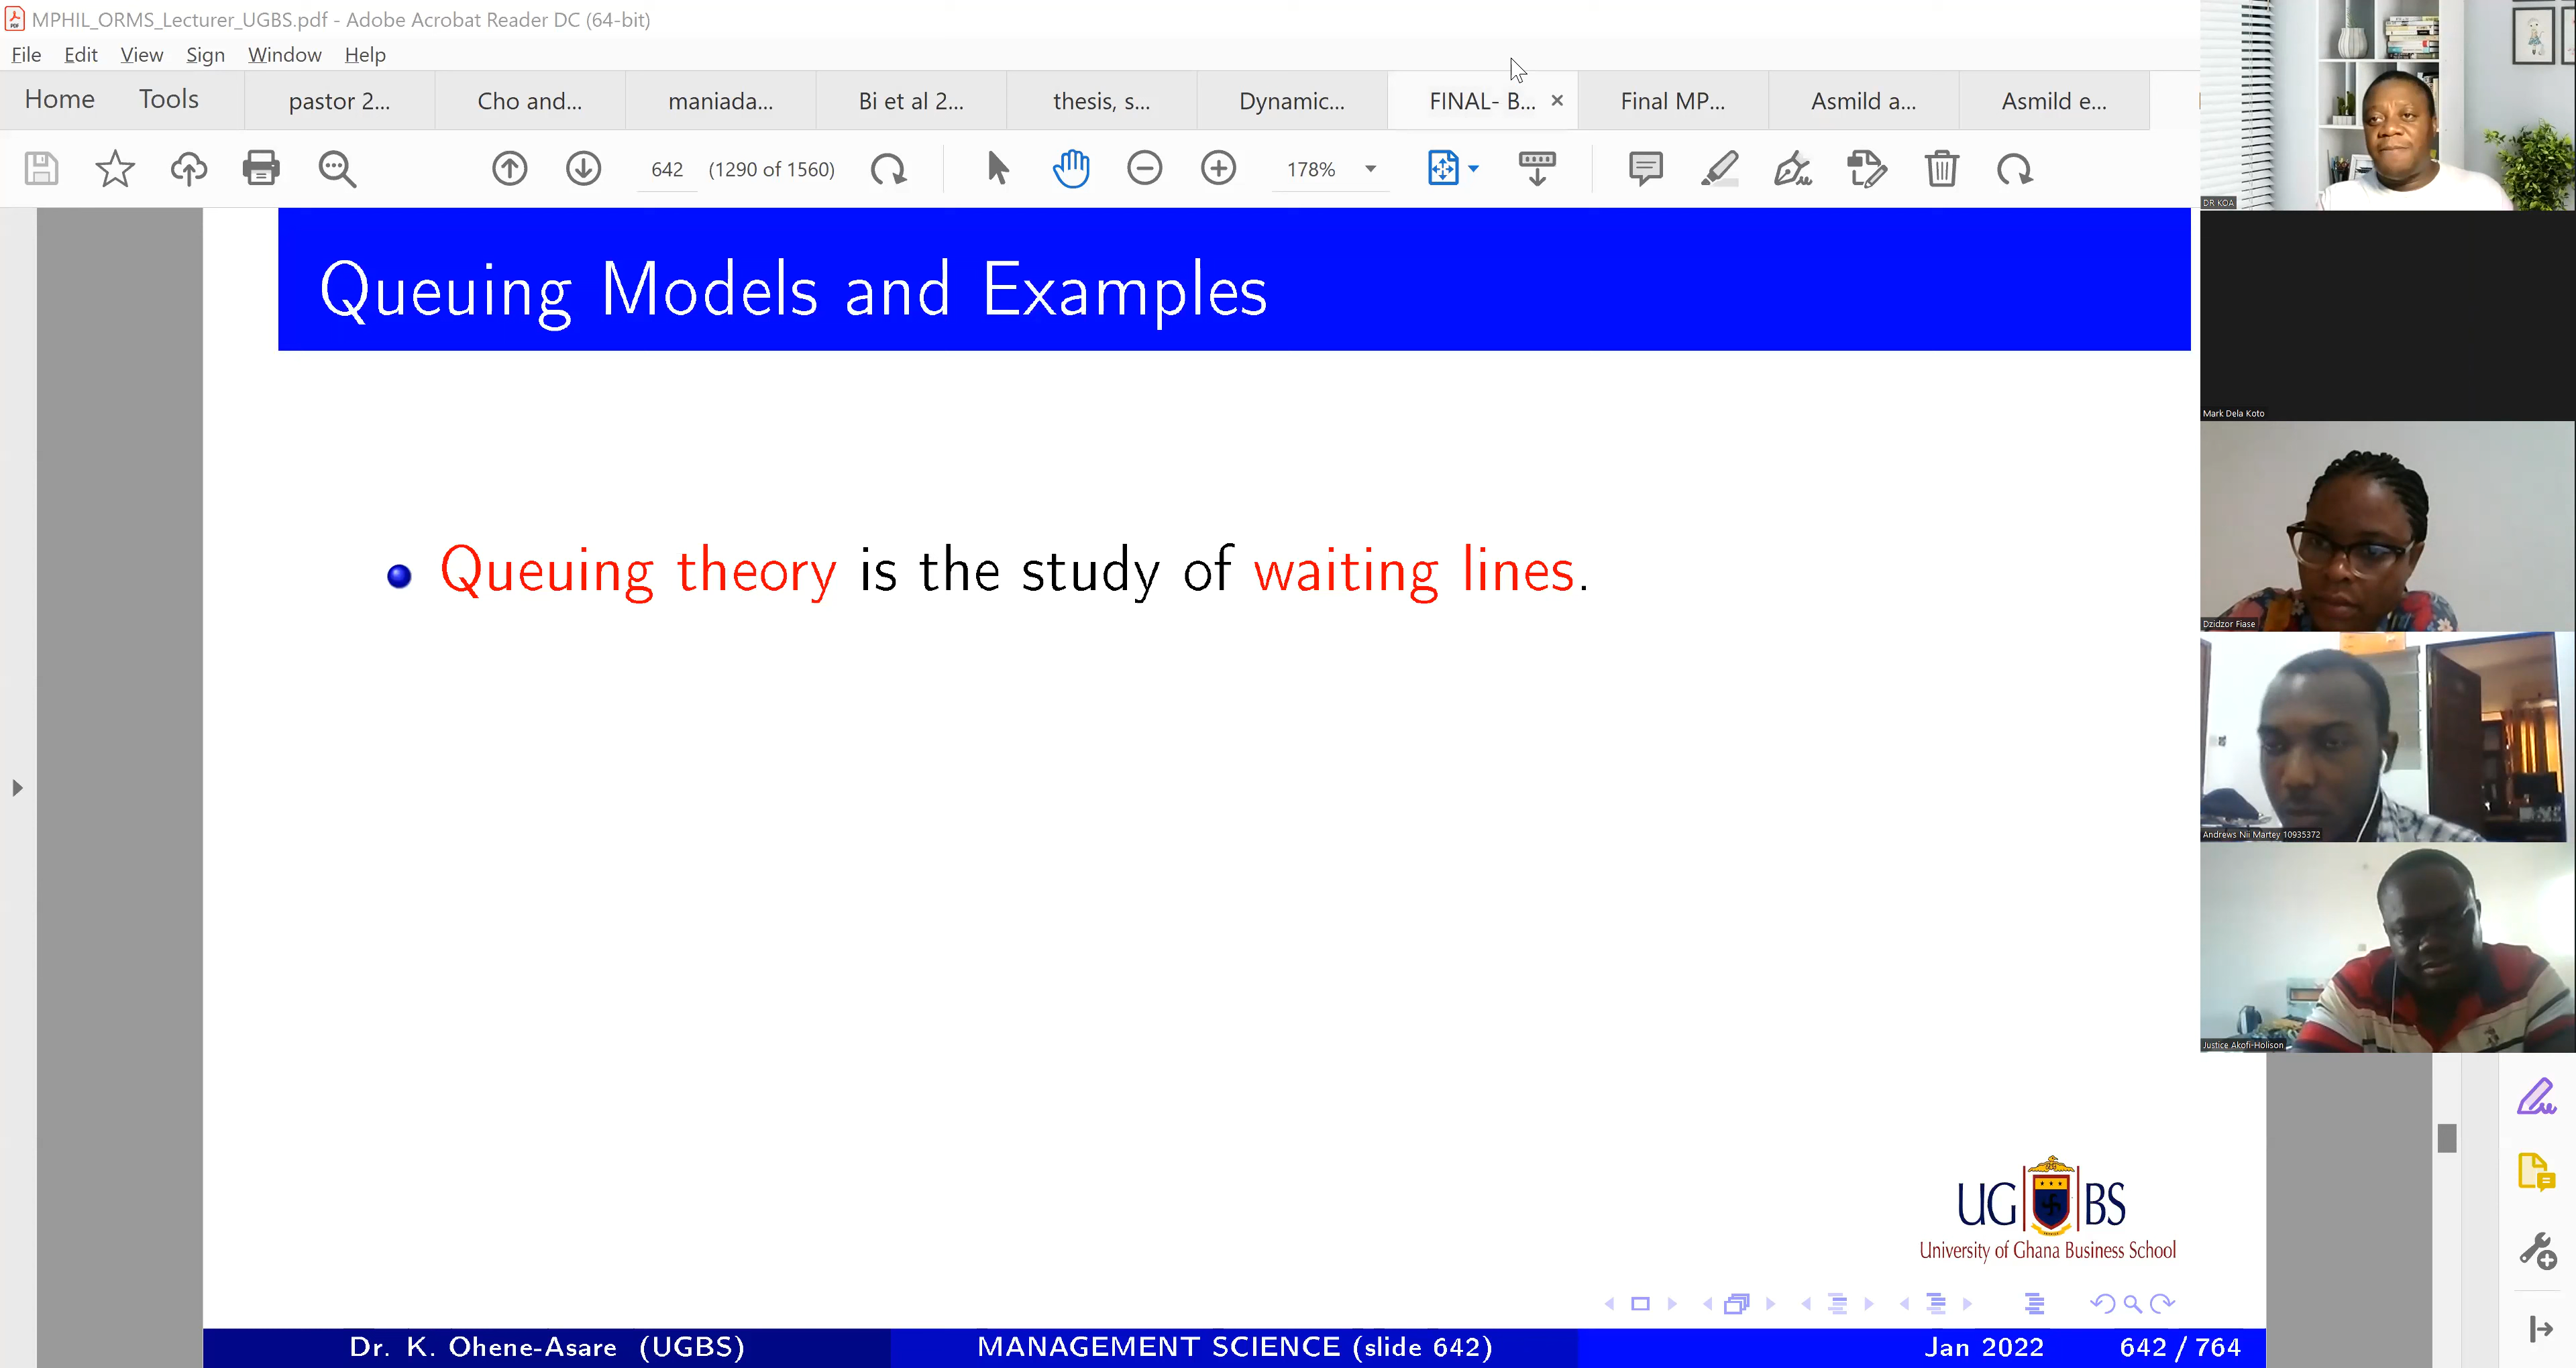 MPHIL_ORMS_Lecturer_UGBS.pdf - Adobe Acrobat Reader DC (64-bit)
File Edit View Sign Window Help
Home Tools pastor 2... Cho and... maniada... Bi et al 2... thesis, s... Dynamic... FINAL- B... Final MP... Asmild a... Asmild e...
642 (1290 of 1560) 178%
DR KOA
Queuing Models and Examples
Mark Dela Koto
Queuing theory is the study of waiting lines.
Dzidzor Fiase
Andrews Nii Martey 10935372
Justice Akofi-Holison
UG BS
University of Ghana Business School
Dr. K. Ohene-Asare (UGBS) MANAGEMENT SCIENCE (slide 642) Jan 2022 642 / 764